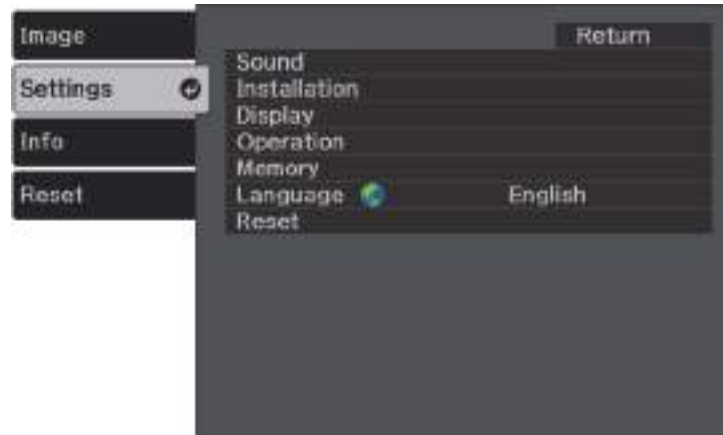 Image
Settings
Info
Reset
Return
Sound
Installation
Display
Operation
Memory
Language English
Reset